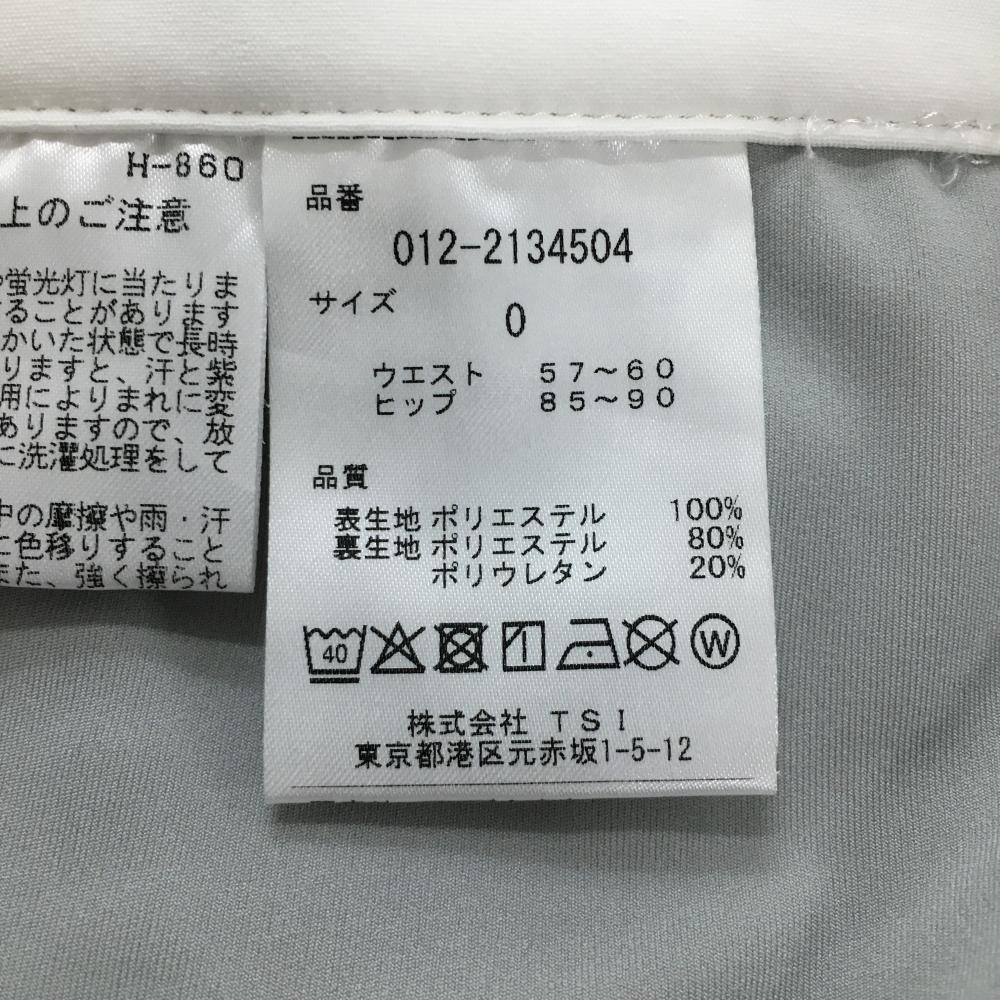 H-860
上のご注意
や蛍光灯に当たりま
することがあります
かいた状態で長時
りますと、汗と紫
用によりまれに変
ありますので、放
に洗濯処理をして
中の摩擦や雨・汗
に色移りすること
また、強く擦られ
品番
012-2134504
サイズ
0
ウエスト 57～60
ヒップ 85～90
品質
表生地 ポリエステル 100%
裏生地 ポリエステル 80%
ポリウレタン 20%
40
W
株式会社 TSI
東京都港区元赤坂1-5-12